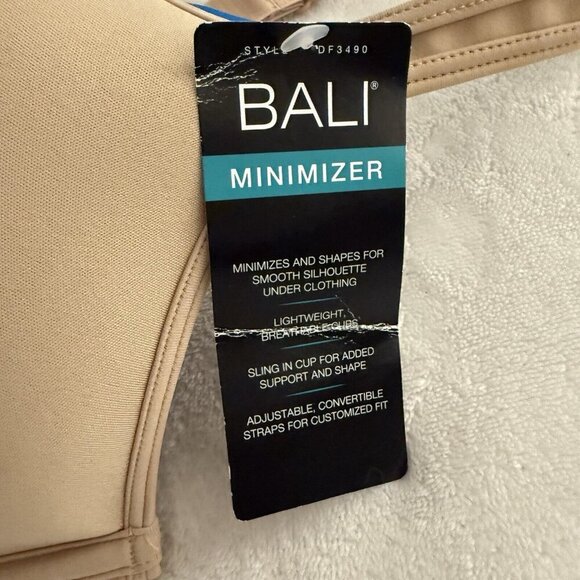 STYLE DF3490
BALI®
MINIMIZER
MINIMIZES AND SHAPES FOR
SMOOTH SILHOUETTE
UNDER CLOTHING
LIGHTWEIGHT,
BREATHABLE CUPS
SLING IN CUP FOR ADDED
SUPPORT AND SHAPE
ADJUSTABLE, CONVERTIBLE
STRAPS FOR CUSTOMIZED FIT